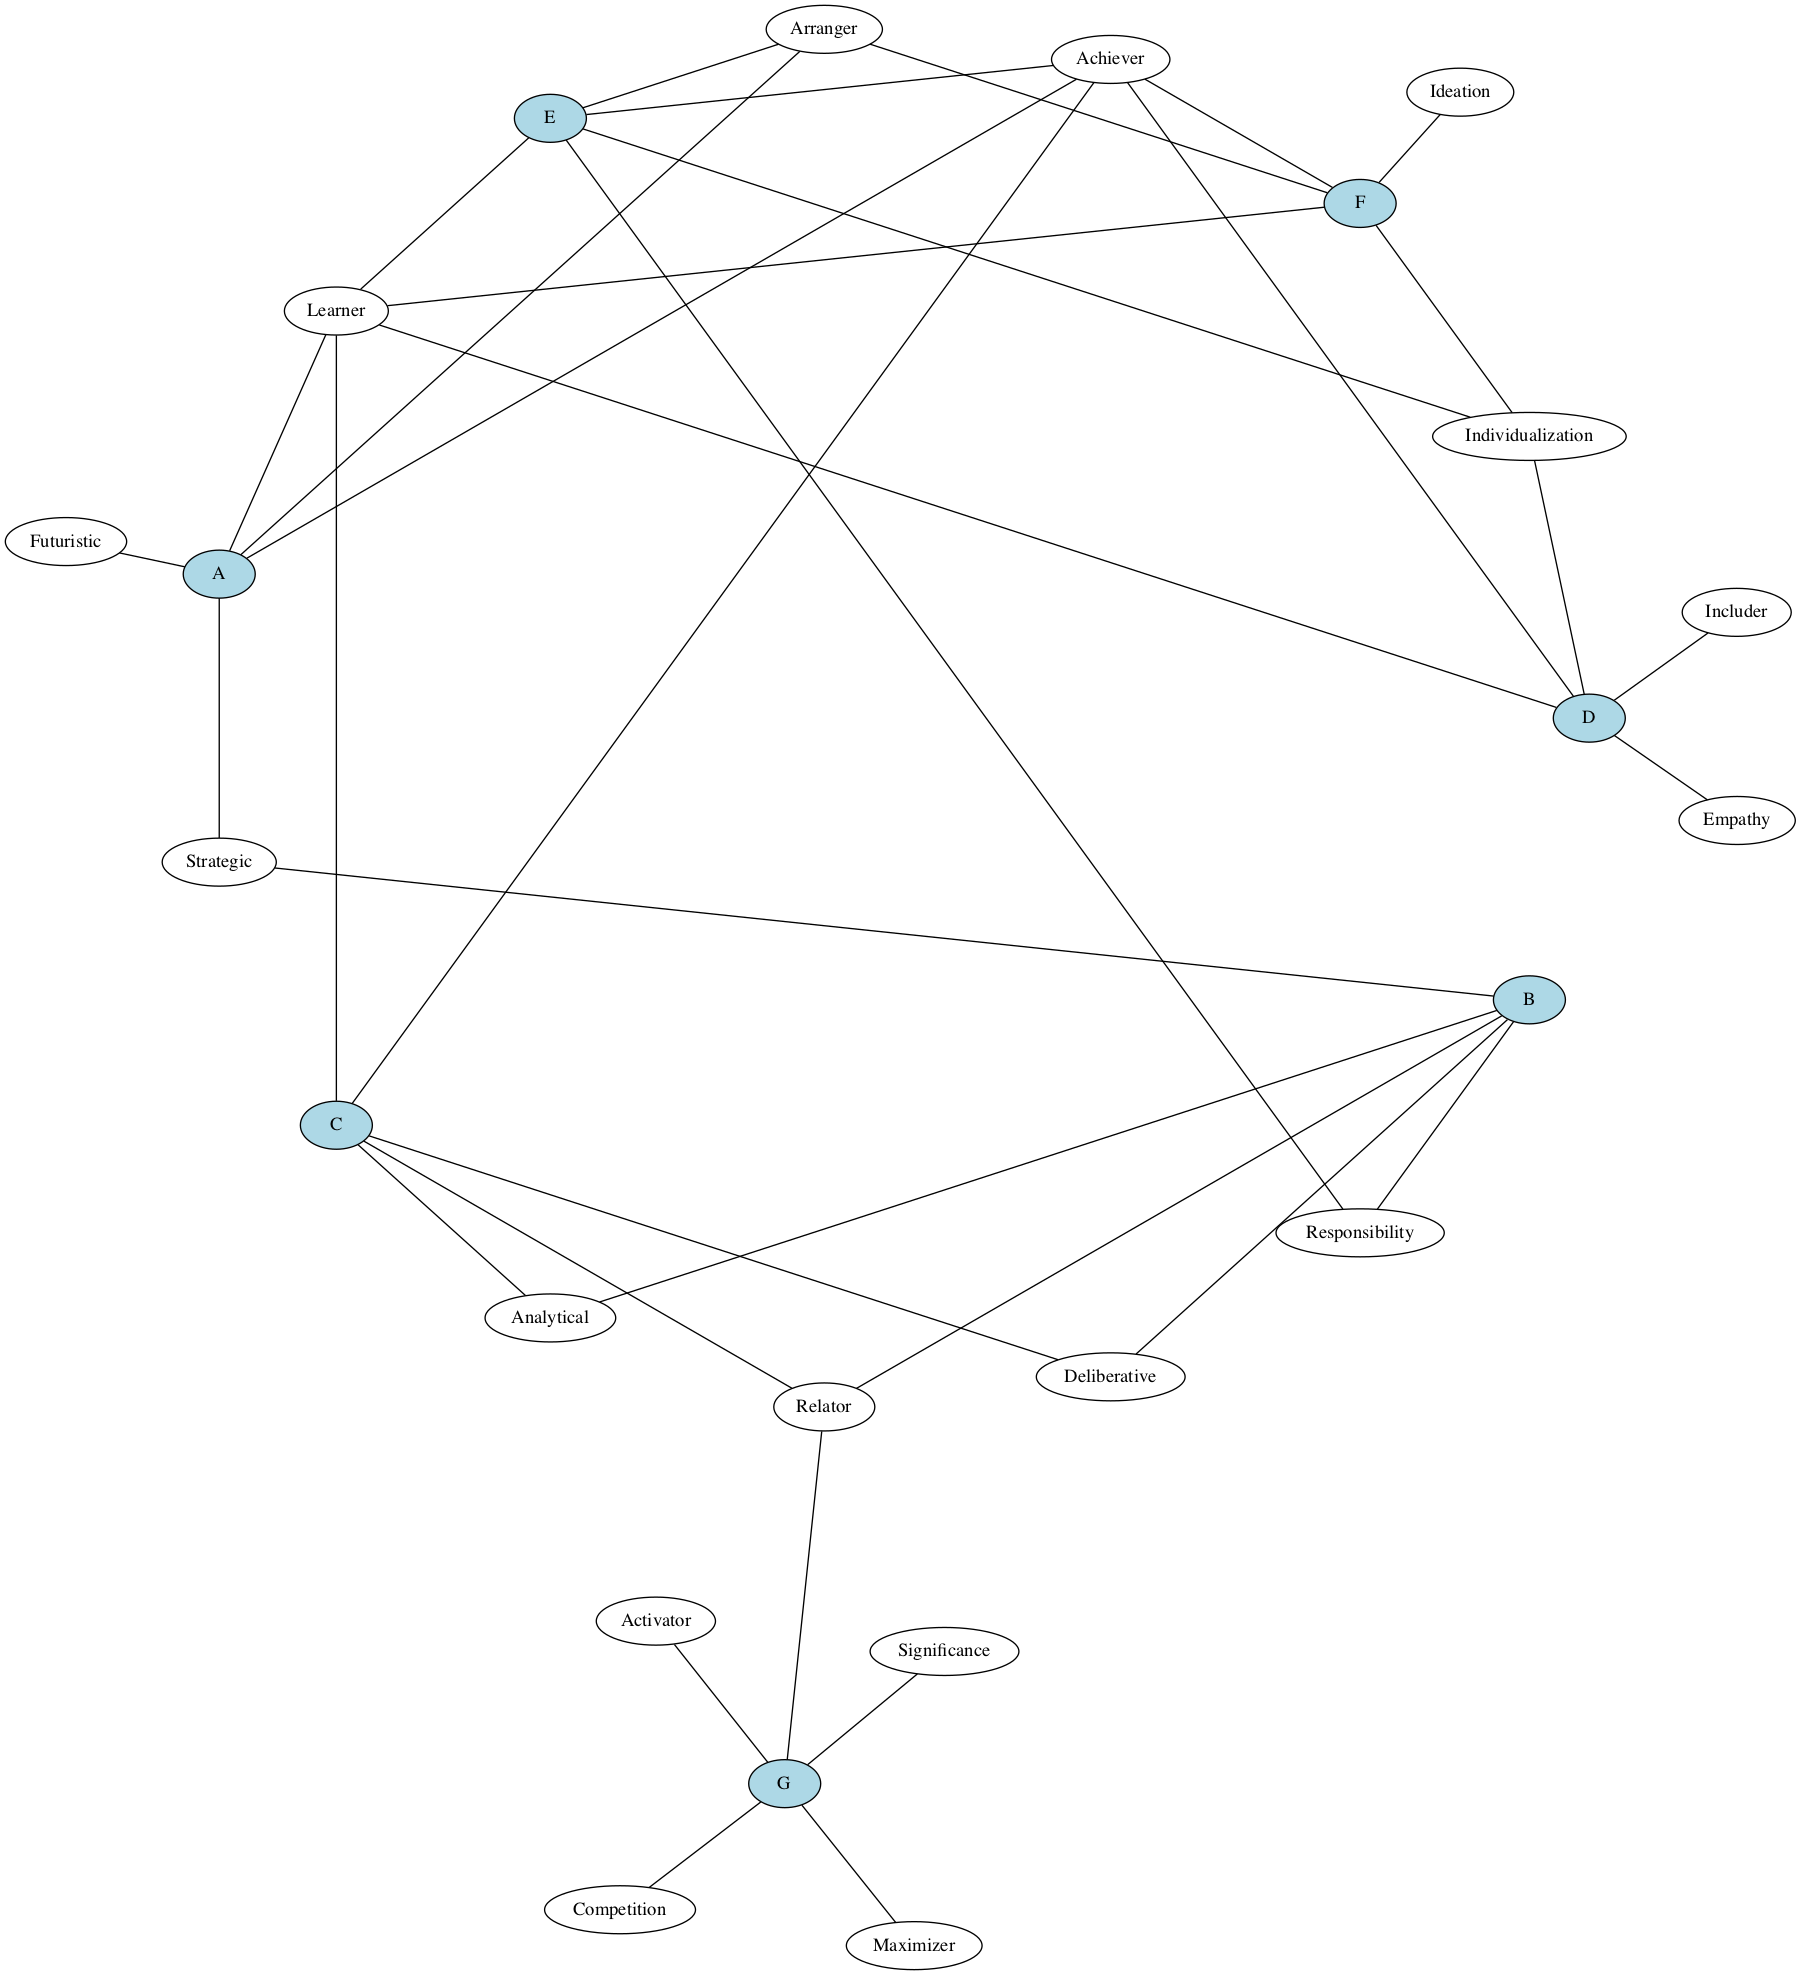 Arranger
Achiever
Ideation
E
F
Learner
Individualization
Futuristic
A
Includer
D
Empathy
Strategic
B
C
Responsibility
Analytical
Deliberative
Relator
Activator
Significance
G
Competition
Maximizer